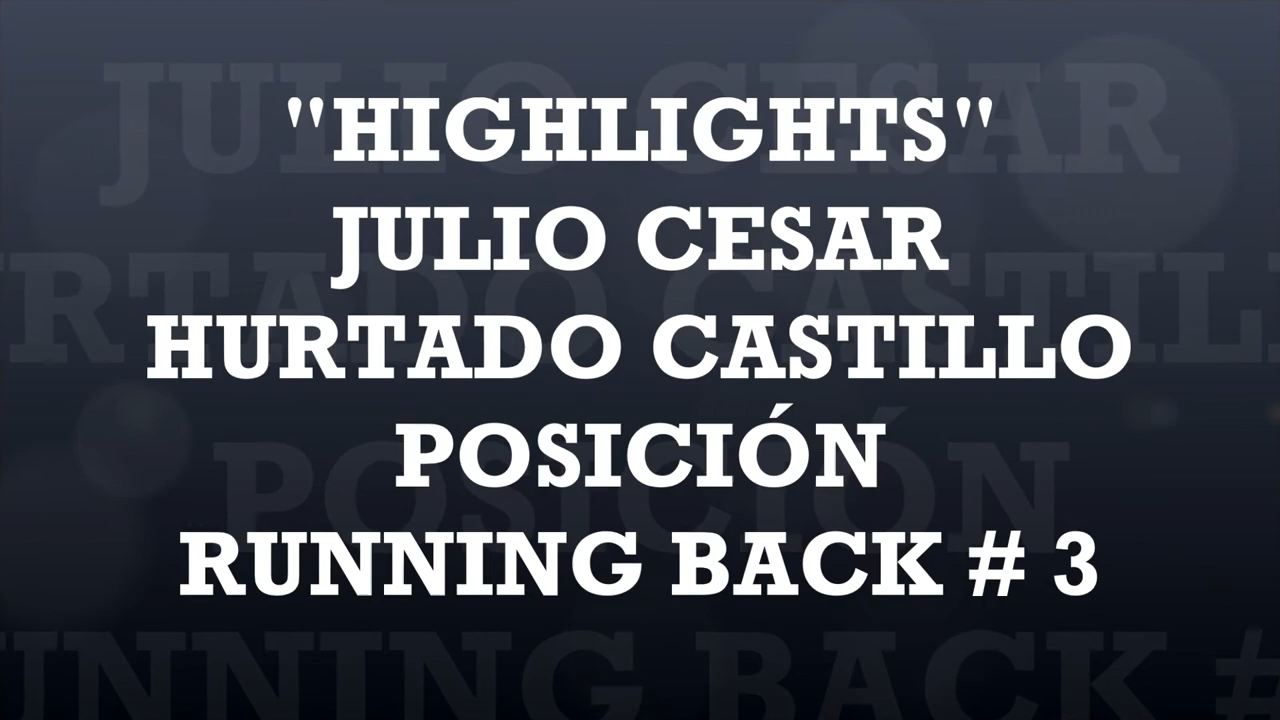 "HIGHLIGHTS"
JULIO CESAR
HURTADO CASTILLO
POSICIÓN
RUNNING BACK # 3